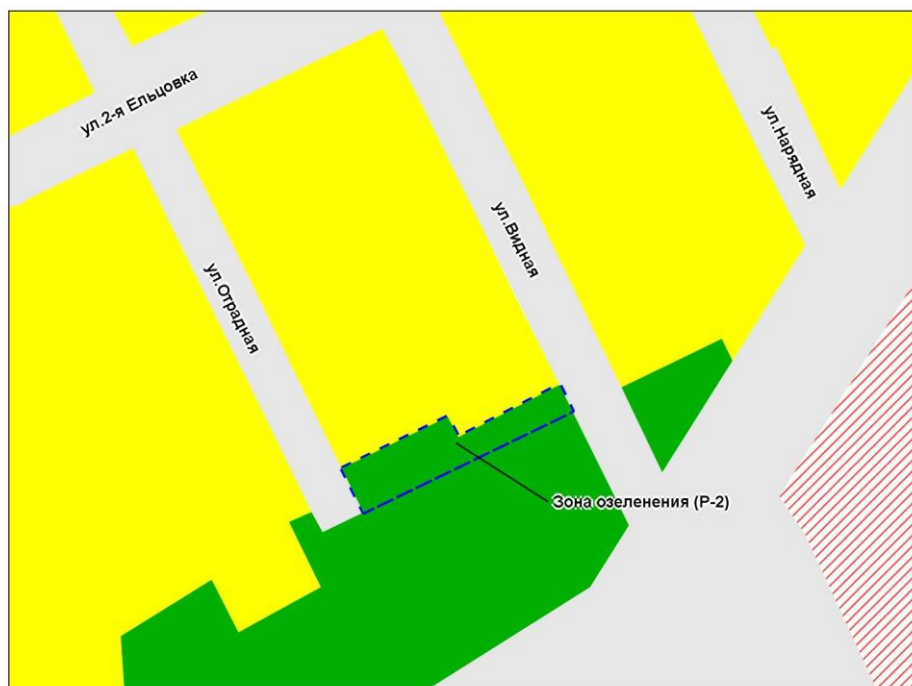 ул.2-я Ельцовка
ул.Нарядная
ул.Видная
ул.Отрадная
Зона озеленения (Р-2)